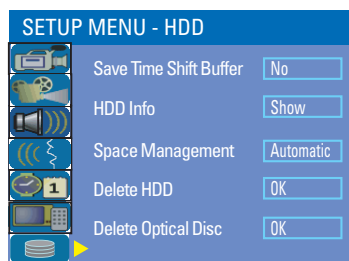 SETUP MENU - HDD
Save Time Shift Buffer No
HDD Info Show
Space Management Automatic
1
Delete HDD OK
Delete Optical Disc OK